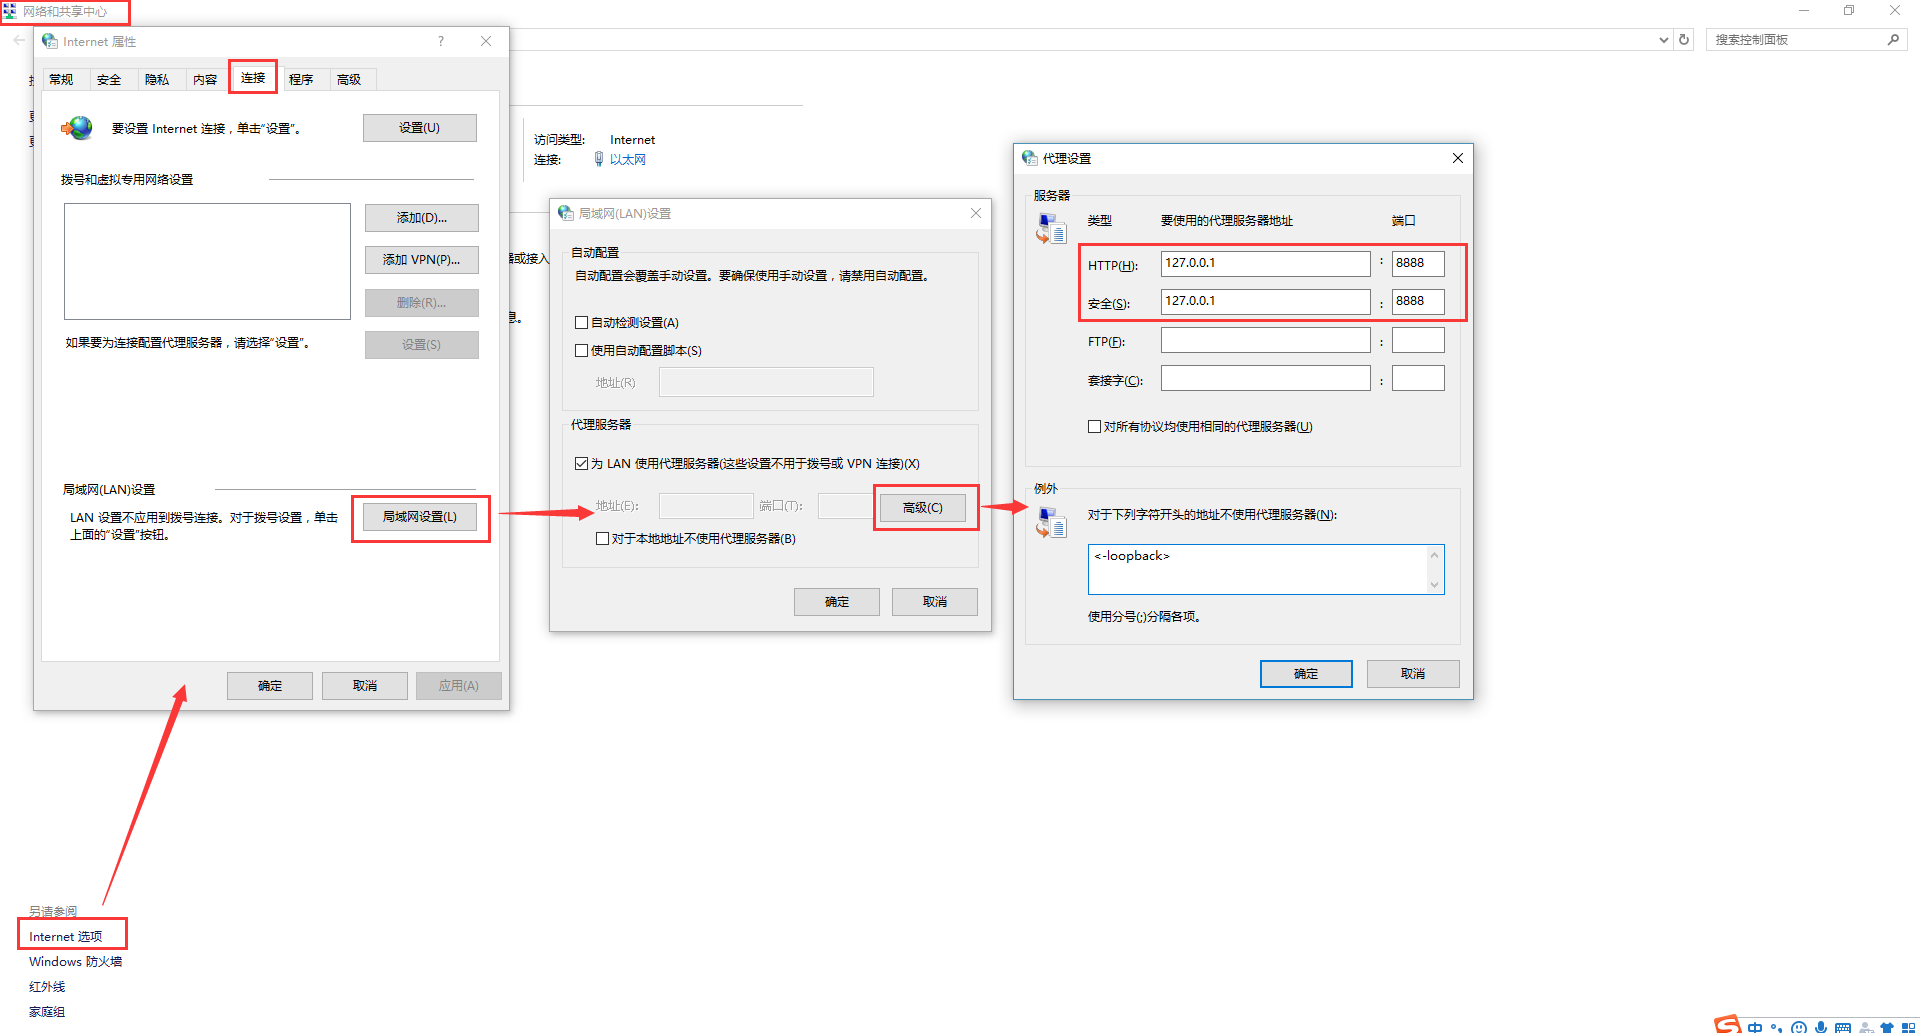 网络和共享中心
搜索控制面板
Internet 属性
?
常规 安全 隐私 内容 连接 程序 高级
要设置 Internet 连接，单击“设置”。
设置(U)
拨号和虚拟专用网络设置
添加(D)...
添加 VPN(P)...
删除(R)...
设置(S)
如果要为连接配置代理服务器，请选择“设置”。
局域网(LAN)设置
LAN 设置不应用到拨号连接。对于拨号设置，单击
上面的“设置”按钮。
局域网设置(L)
确定 取消 应用(A)
访问类型: Internet
连接: 以太网
器或接入
息。
局域网(LAN)设置
自动配置
自动配置会覆盖手动设置。要确保使用手动设置，请禁用自动配置。
自动检测设置(A)
使用自动配置脚本(S)
地址(R)
代理服务器
为 LAN 使用代理服务器(这些设置不用于拨号或 VPN 连接)(X)
地址(E): 端口(T): 高级(C)
对于本地地址不使用代理服务器(B)
确定 取消
代理设置
服务器
类型 要使用的代理服务器地址 端口
HTTP(H): 127.0.0.1 : 8888
安全(S): 127.0.0.1 : 8888
FTP(F): :
套接字(C): :
对所有协议均使用相同的代理服务器(U)
例外
对于下列字符开头的地址不使用代理服务器(N):
<-loopback>
使用分号(;)分隔各项。
确定 取消
另请参阅
Internet 选项
Windows 防火墙
红外线
家庭组
中